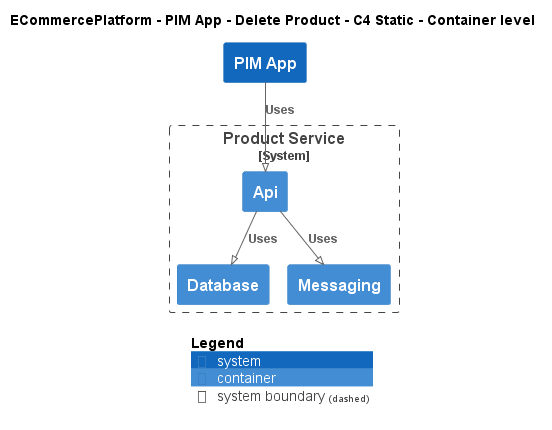 ECommercePlatform - PIM App - Delete Product - C4 Static - Container level
PIM App
Uses
Product Service
[System]
Api
Uses
Uses
Database
Messaging
Legend
system
container
system boundary (dashed)